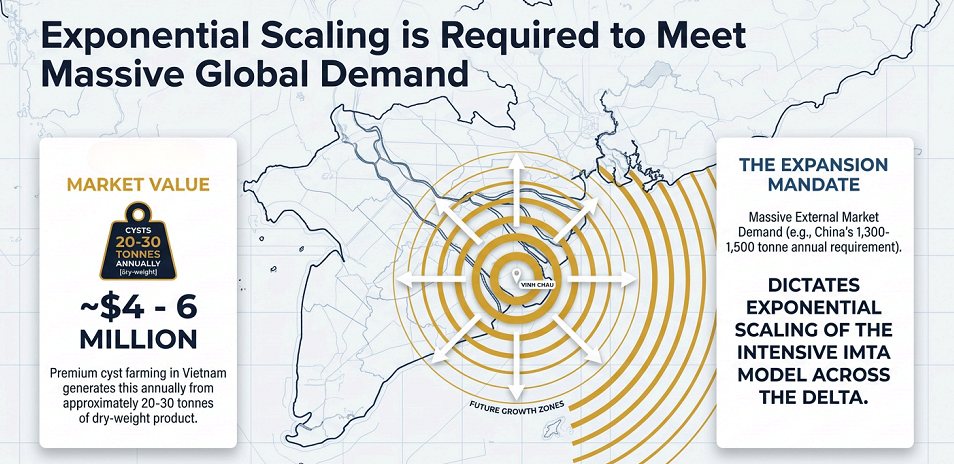 Exponential Scaling is Required to Meet
Massive Global Demand
MARKET VALUE
CYSTS
20-30
TONNES
ANNUALLY
[öry-weight]
~$4 - 6
MILLION
Premium cyst farming in Vietnam
generates this annually from
approximately 20-30 tonnes
of dry-weight product.
VINH CHAU
FUTURE GROWTH ZONES
THE EXPANSION
MANDATE
Massive External Market
Demand (e.g., China's 1,300-
1,500 tonne annual requirement).
DICTATES
EXPONENTIAL
SCALING OF THE
INTENSIVE IMTA
MODEL ACROSS
THE DELTA.